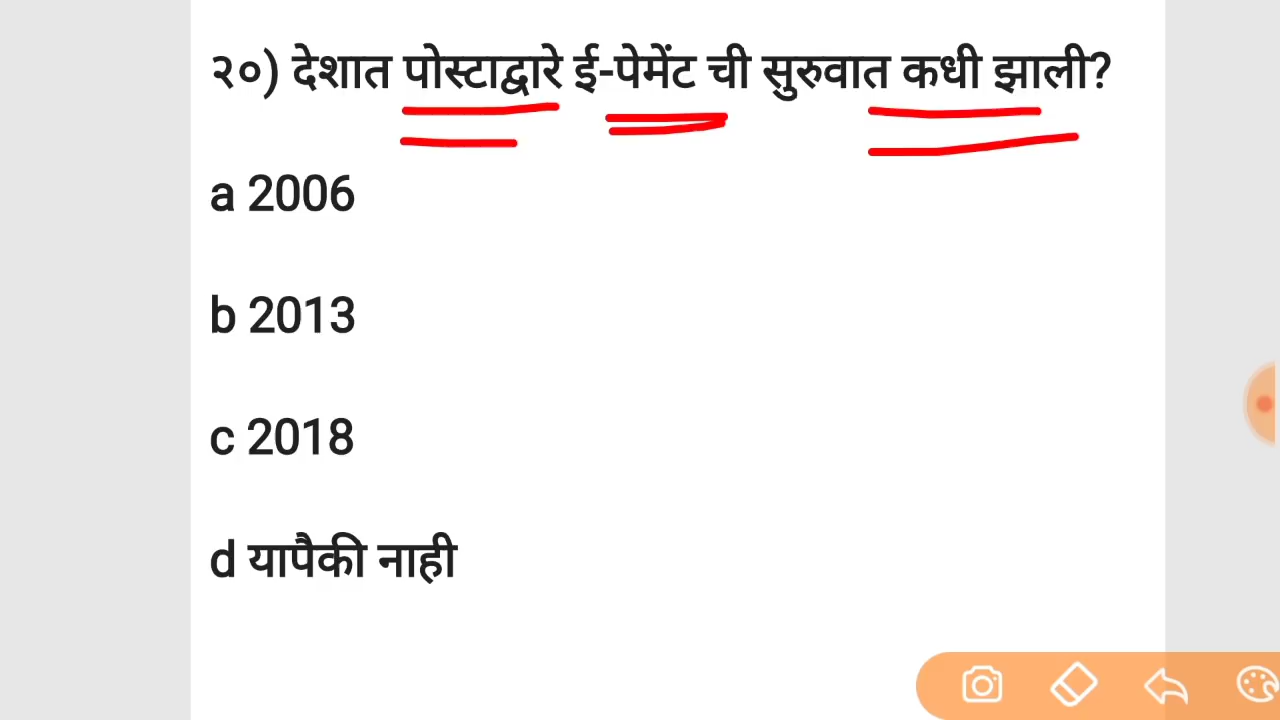 २०) देशात पोस्टाद्वारे ई-पेमेंट ची सुरुवात कधी झाली?
a 2006
b 2013
c 2018
d यापैकी नाही